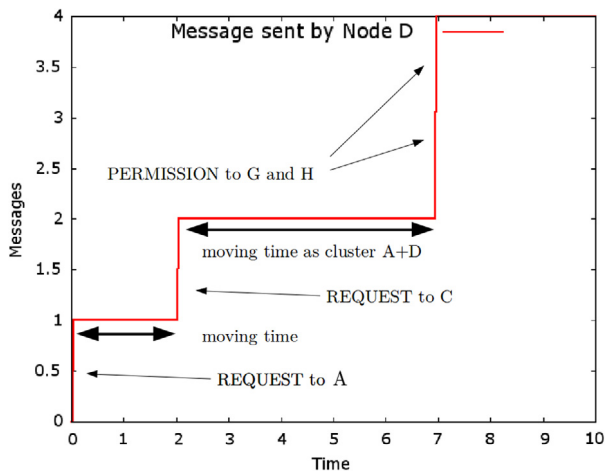 Message sent by Node D
4
3.5
3
2.5
2
1.5
1
0.5
0
Messages
PERMISSION to G and H
moving time as cluster A+D
REQUEST to C
moving time
REQUEST to A
0 1 2 3 4 5 6 7 8 9 10
Time